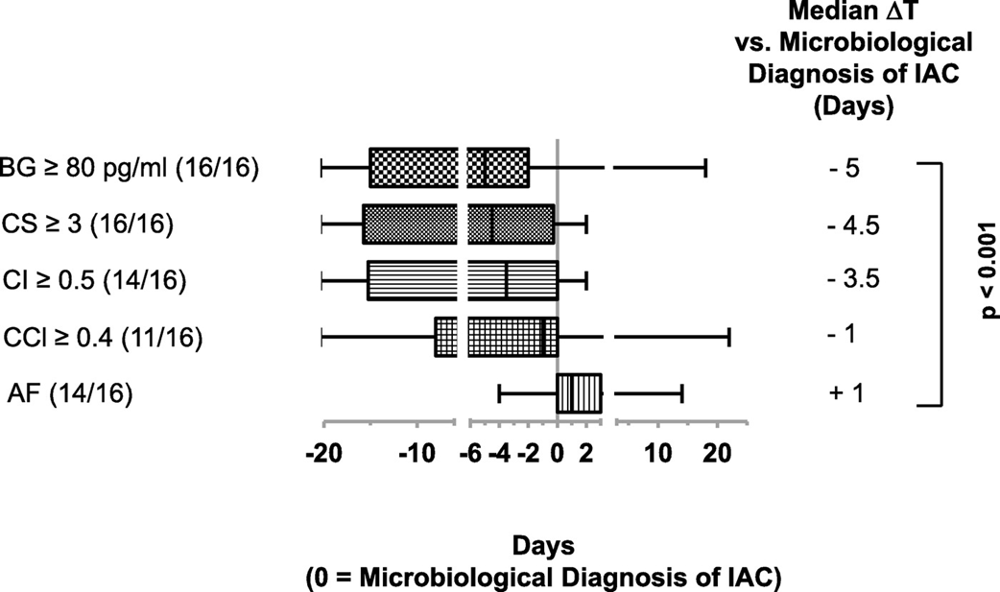 Median ΔT
vs. Microbiological
Diagnosis of IAC
(Days)
BG ≥ 80 pg/ml (16/16)
- 5
CS ≥ 3 (16/16)
- 4.5
CI ≥ 0.5 (14/16)
- 3.5
CCI ≥ 0.4 (11/16)
- 1
AF (14/16)
+ 1
p < 0.001
-20 -10 -6 -4 -2 0 2 10 20
Days
(0 = Microbiological Diagnosis of IAC)